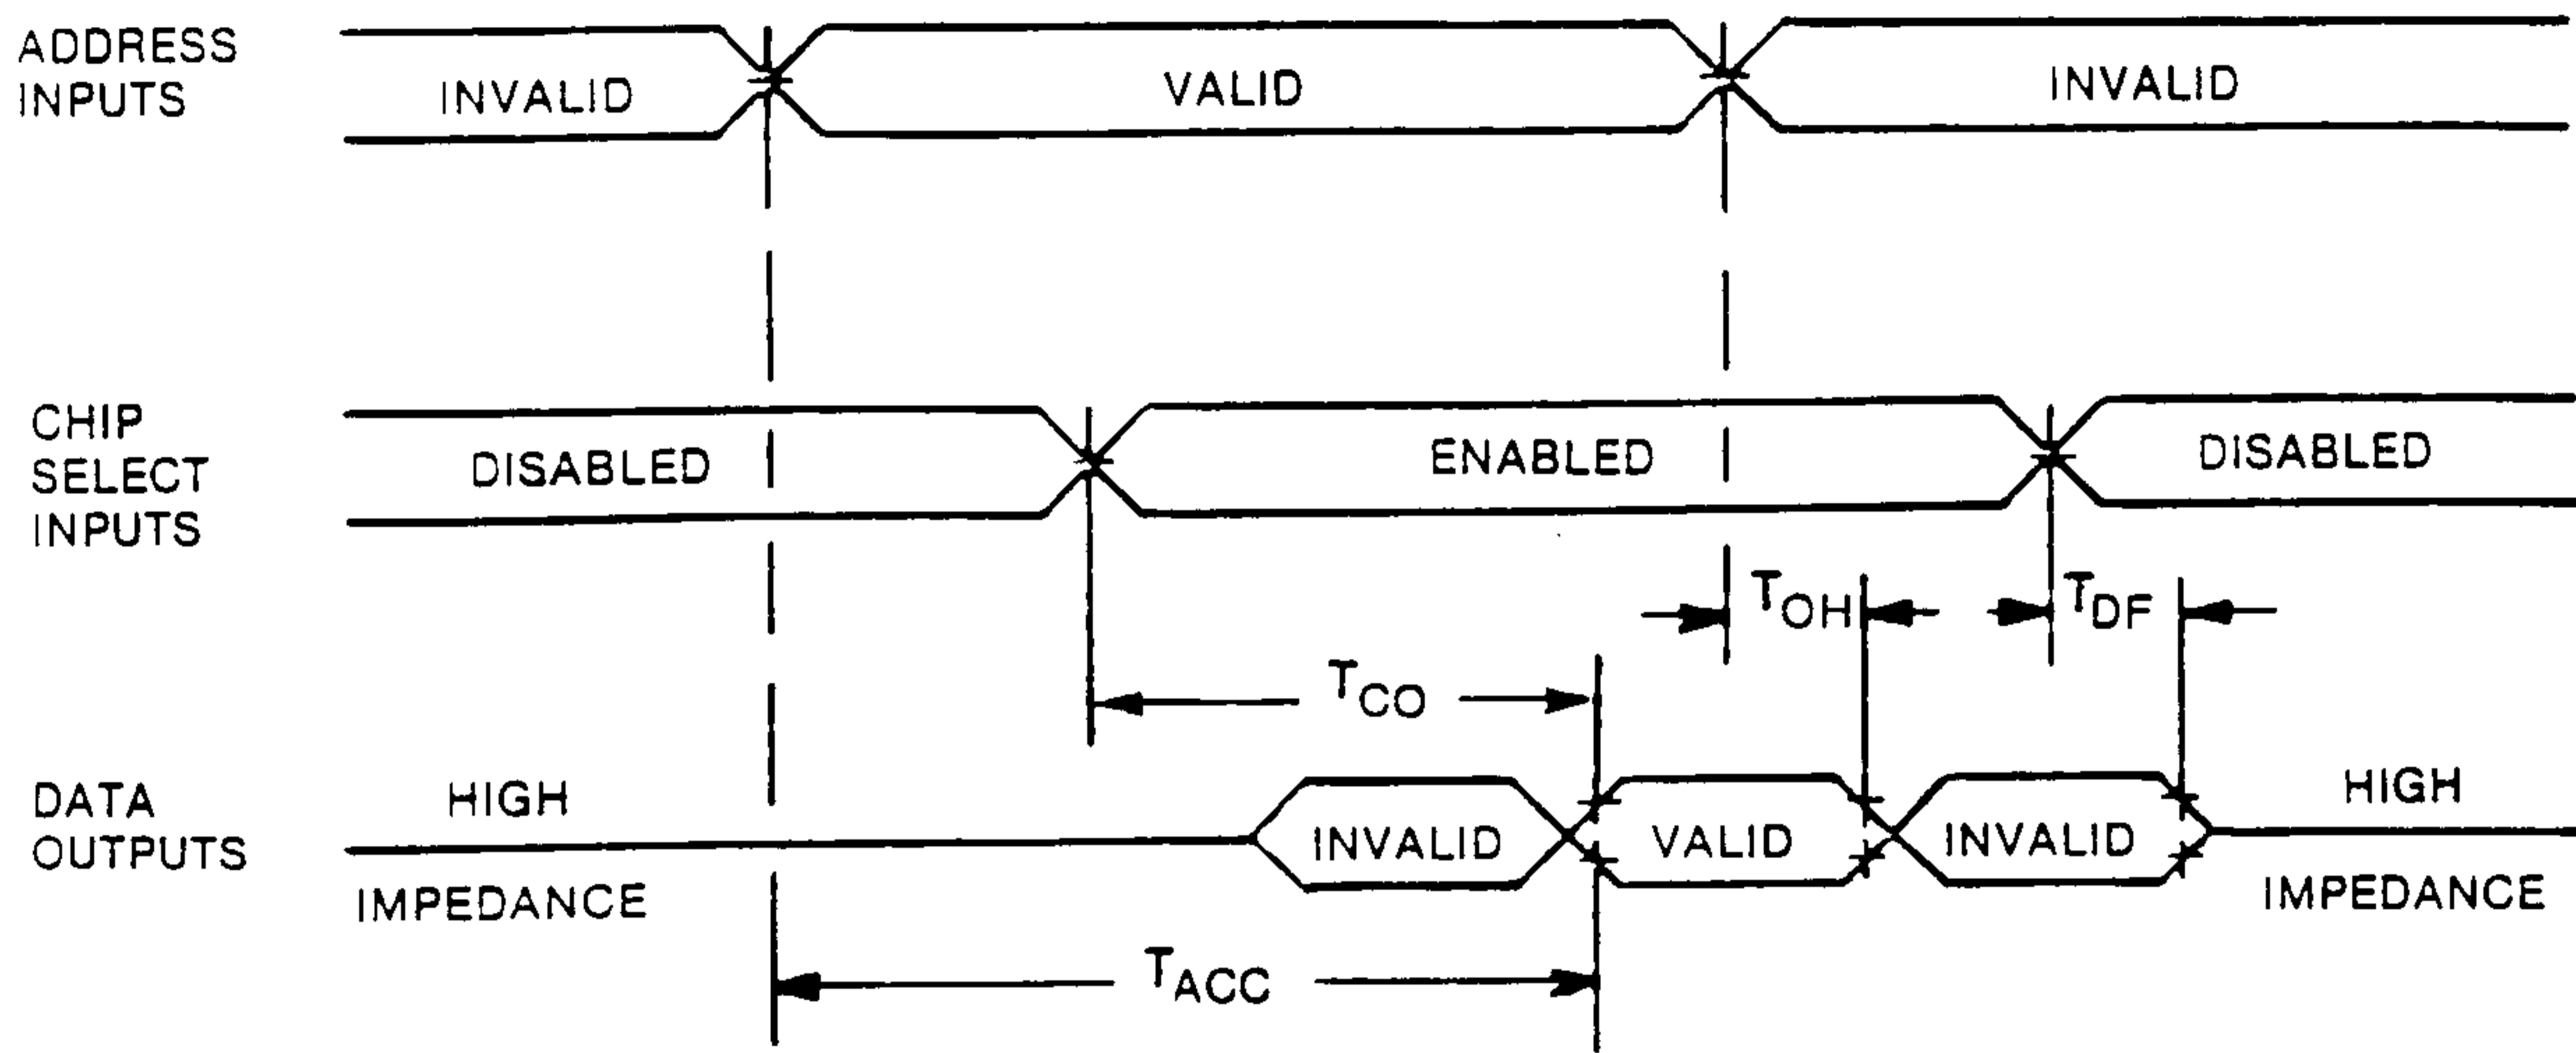 ADDRESS
INPUTS
INVALID
VALID
INVALID
CHIP
SELECT
INPUTS
DISABLED
ENABLED
DISABLED
TOH
TDF
TCO
DATA
OUTPUTS
HIGH
IMPEDANCE
INVALID
VALID
INVALID
HIGH
IMPEDANCE
TACC